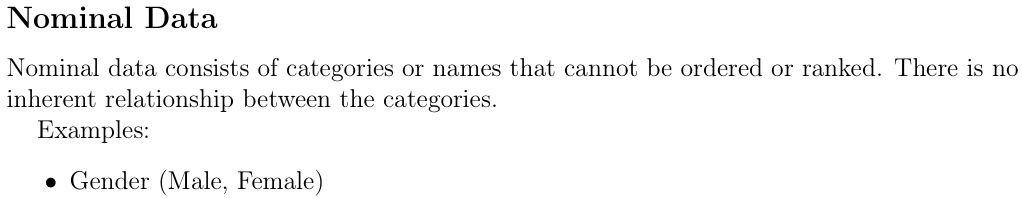 Nominal Data
Nominal data consists of categories or names that cannot be ordered or ranked. There is no
inherent relationship between the categories.
Examples:
• Gender (Male, Female)